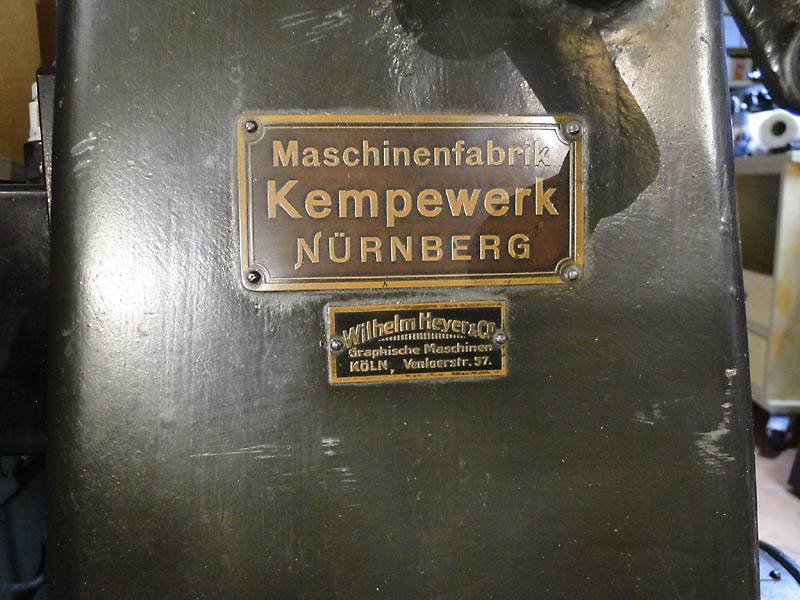 Maschinenfabrik
Kempewerk
NÜRNBERG
Wilhelm Heyer & Co.
Graphische Maschinen
KÖLN, Venloerstr. 57.